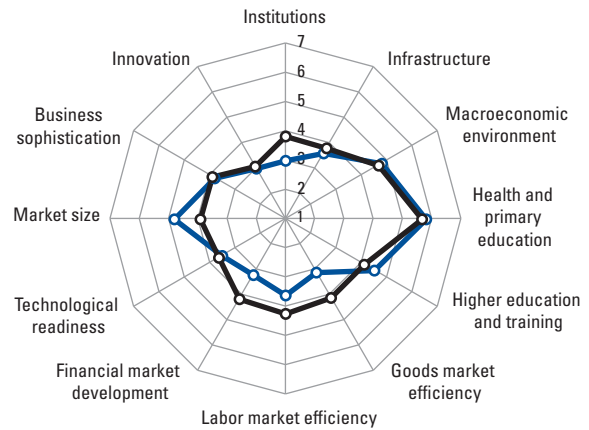 Institutions
7
6
5
4
3
2
1
Infrastructure
Macroeconomic
environment
Health and
primary
education
Higher education
and training
Goods market
efficiency
Labor market efficiency
Financial market
development
Technological
readiness
Market size
Business
sophistication
Innovation